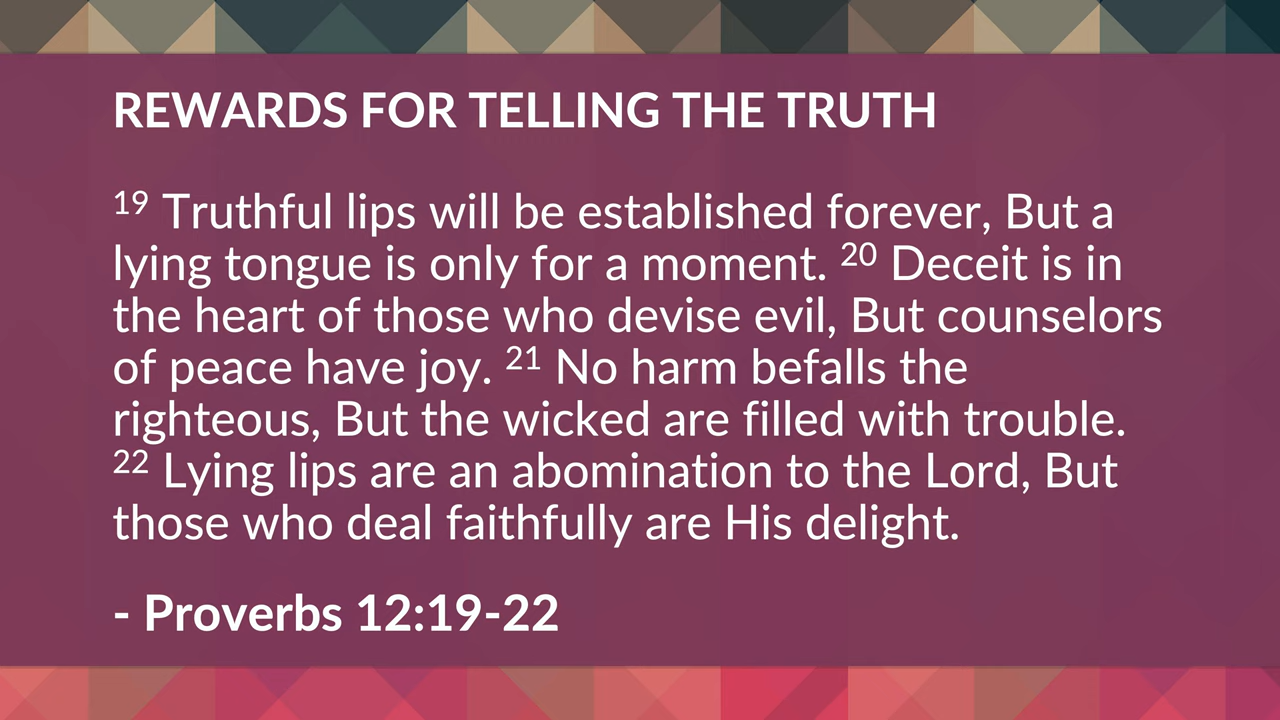 REWARDS FOR TELLING THE TRUTH
19 Truthful lips will be established forever, But a
lying tongue is only for a moment. 20 Deceit is in
the heart of those who devise evil, But counselors
of peace have joy. 21 No harm befalls the
righteous, But the wicked are filled with trouble.
22 Lying lips are an abomination to the Lord, But
those who deal faithfully are His delight.
- Proverbs 12:19-22